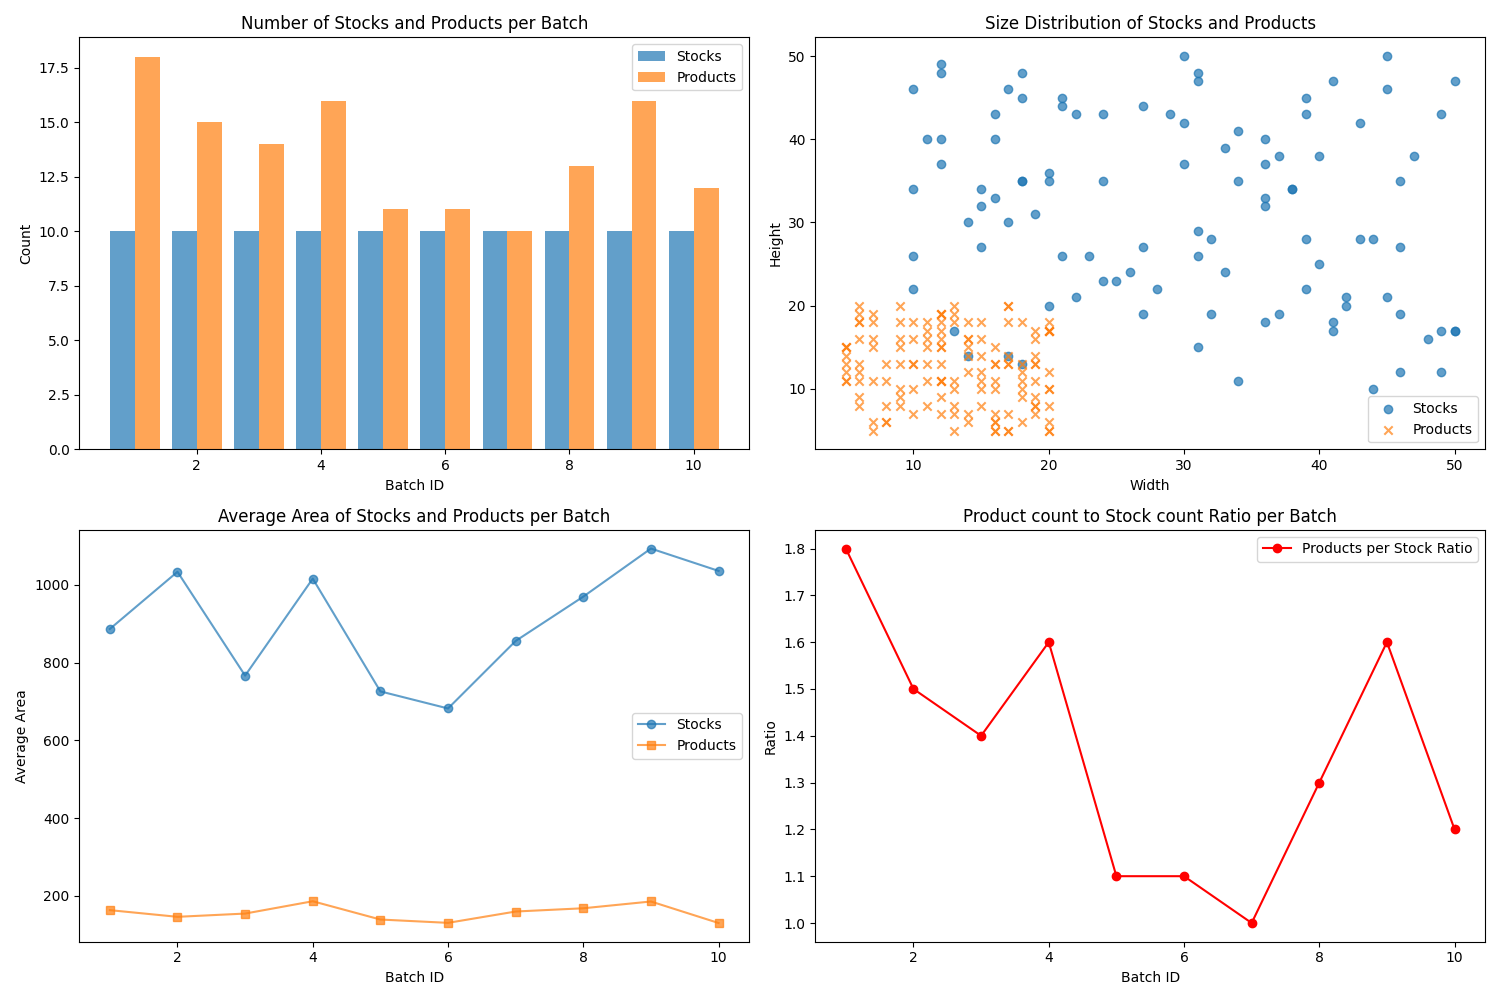 Number of Stocks and Products per Batch
Stocks
Products
17.5
15.0
12.5
10.0
7.5
5.0
2.5
0.0
Count
2 4 6 8 10
Batch ID
Size Distribution of Stocks and Products
50
40
30
20
10
Height
Stocks
Products
10 20 30 40 50
Width
Average Area of Stocks and Products per Batch
1000
800
600
400
200
Average Area
Stocks
Products
2 4 6 8 10
Batch ID
Product count to Stock count Ratio per Batch
Products per Stock Ratio
1.8
1.7
1.6
1.5
1.4
1.3
1.2
1.1
1.0
Ratio
2 4 6 8 10
Batch ID